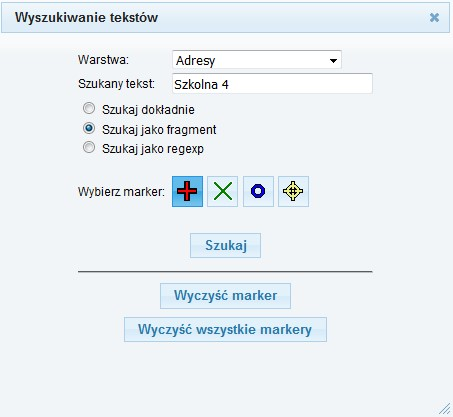 Wyszukiwanie tekstów
Warstwa: Adresy
Szukany tekst: Szkolna 4
Szukaj dokładnie
Szukaj jako fragment
Szukaj jako regexp
Wybierz marker:
Szukaj
Wyczyść marker
Wyczyść wszystkie markery